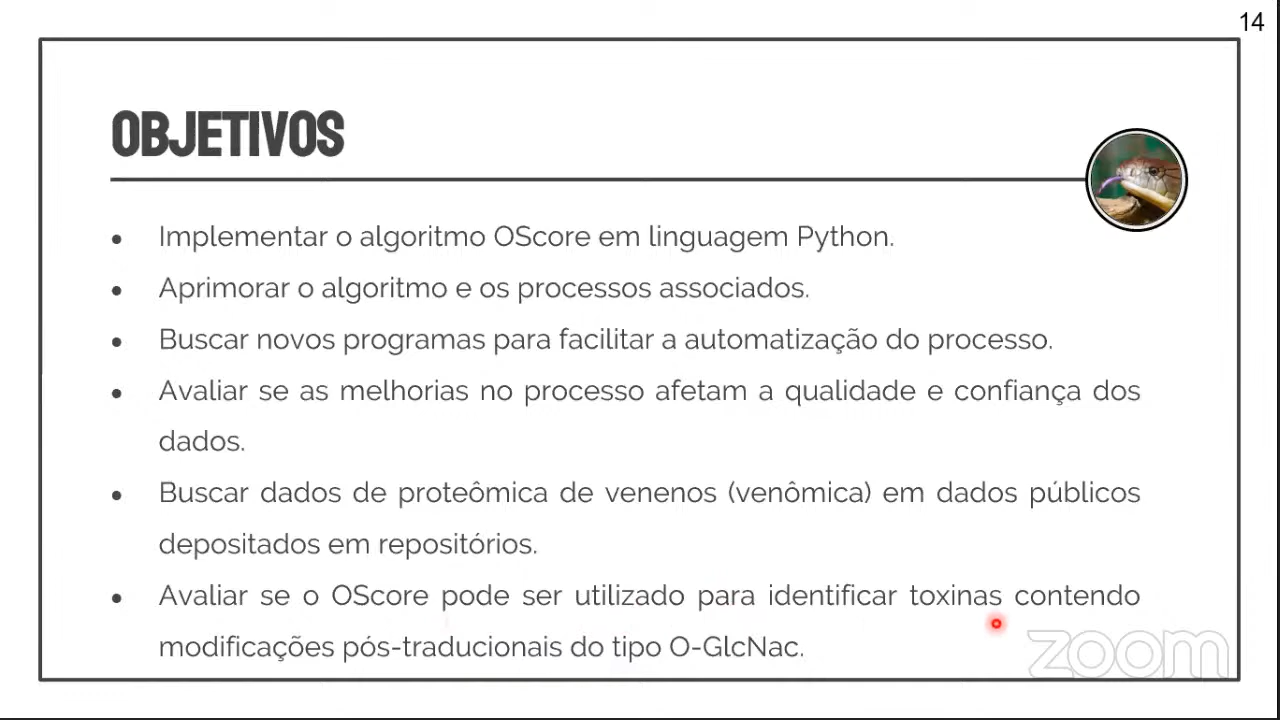 14
OBJETIVOS
● Implementar o algoritmo OScore em linguagem Python.
● Aprimorar o algoritmo e os processos associados.
● Buscar novos programas para facilitar a automatização do processo.
● Avaliar se as melhorias no processo afetam a qualidade e confiança dos
dados.
● Buscar dados de proteômica de venenos (venômica) em dados públicos
depositados em repositórios.
● Avaliar se o OScore pode ser utilizado para identificar toxinas contendo
modificações pós-traducionais do tipo O-GlcNac.
zoom